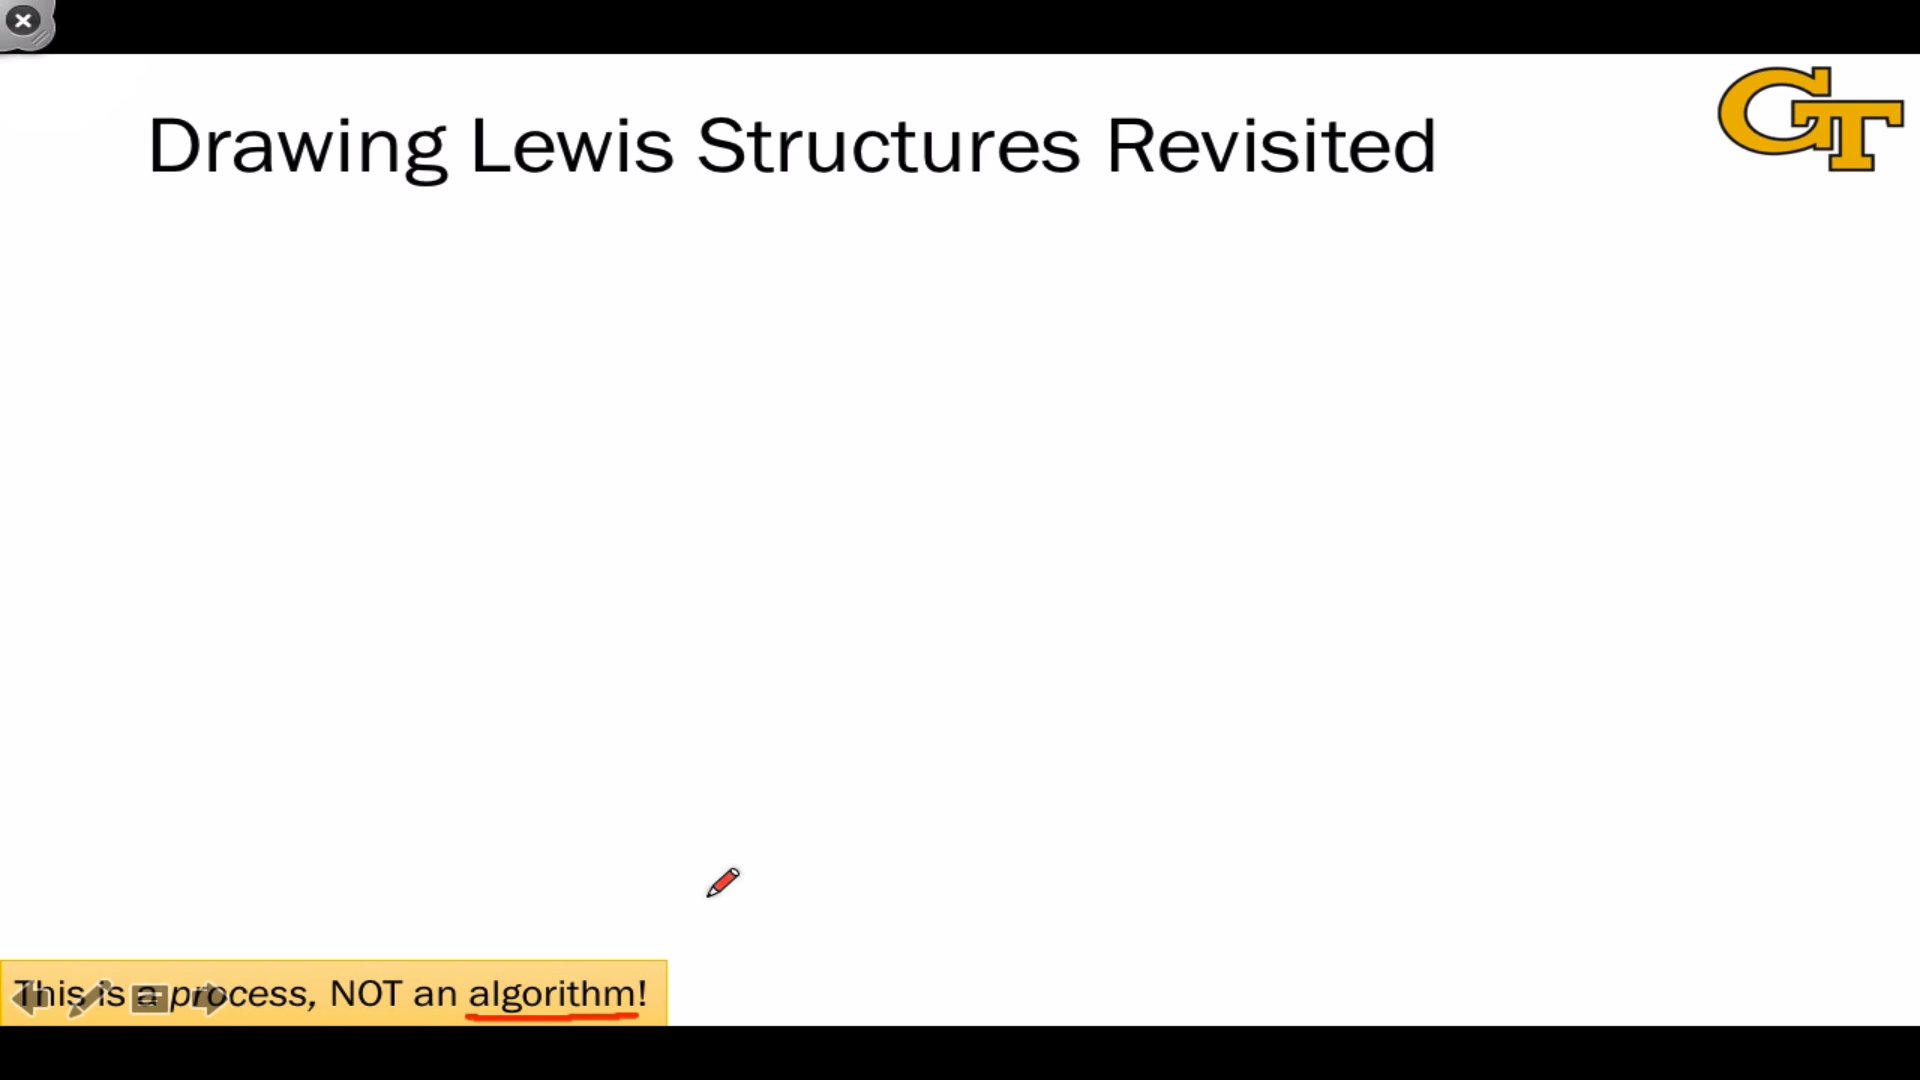 GT
Drawing Lewis Structures Revisited
This is a process, NOT an algorithm!